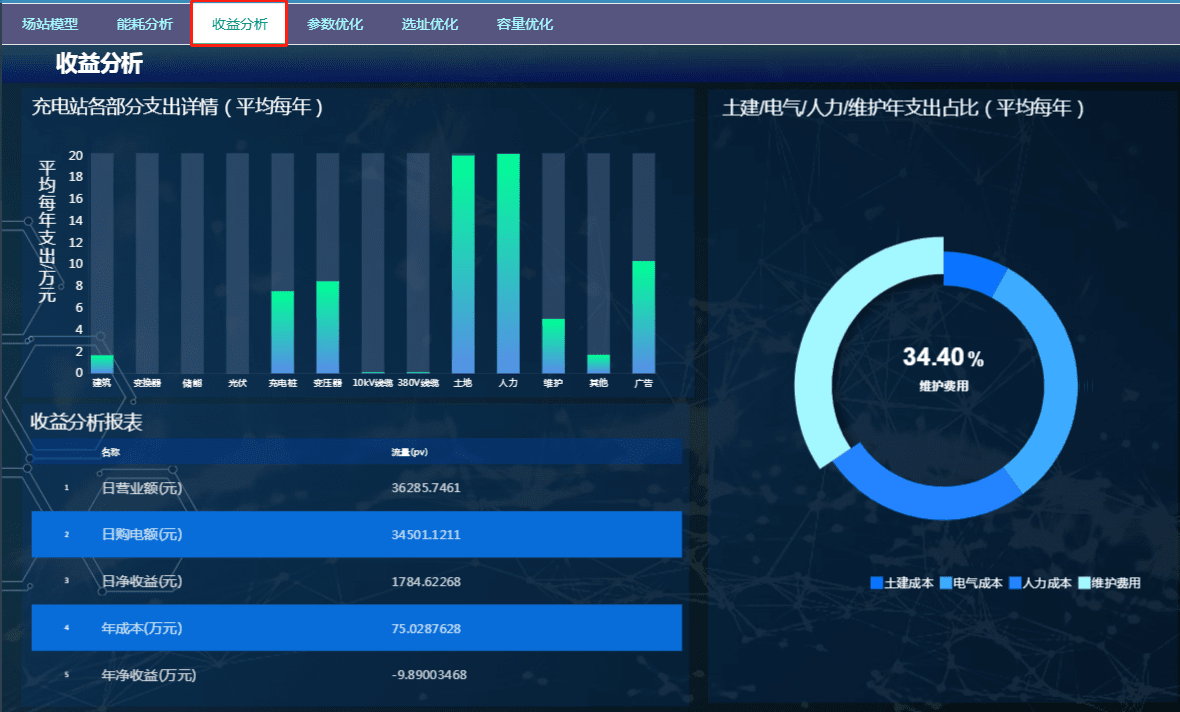 场站模型 能耗分析 收益分析 参数优化 选址优化 容量优化
收益分析
充电站各部分支出详情（平均每年）
平均每年支出/万元
20
18
16
14
12
10
8
6
4
2
0
建筑 变换器 储能 光伏 充电桩 变压器 10kV线缆 380V线缆 土地 人力 维护 其他 广告
收益分析报表
名称 流量(pv)
1 日营业额(元) 36285.7461
2 日购电额(元) 34501.1211
3 日净收益(元) 1784.62268
4 年成本(万元) 75.0287628
5 年净收益(万元) -9.89003468
土建/电气/人力/维护年支出占比（平均每年）
34.40%
维护费用
土建成本 电气成本 人力成本 维护费用